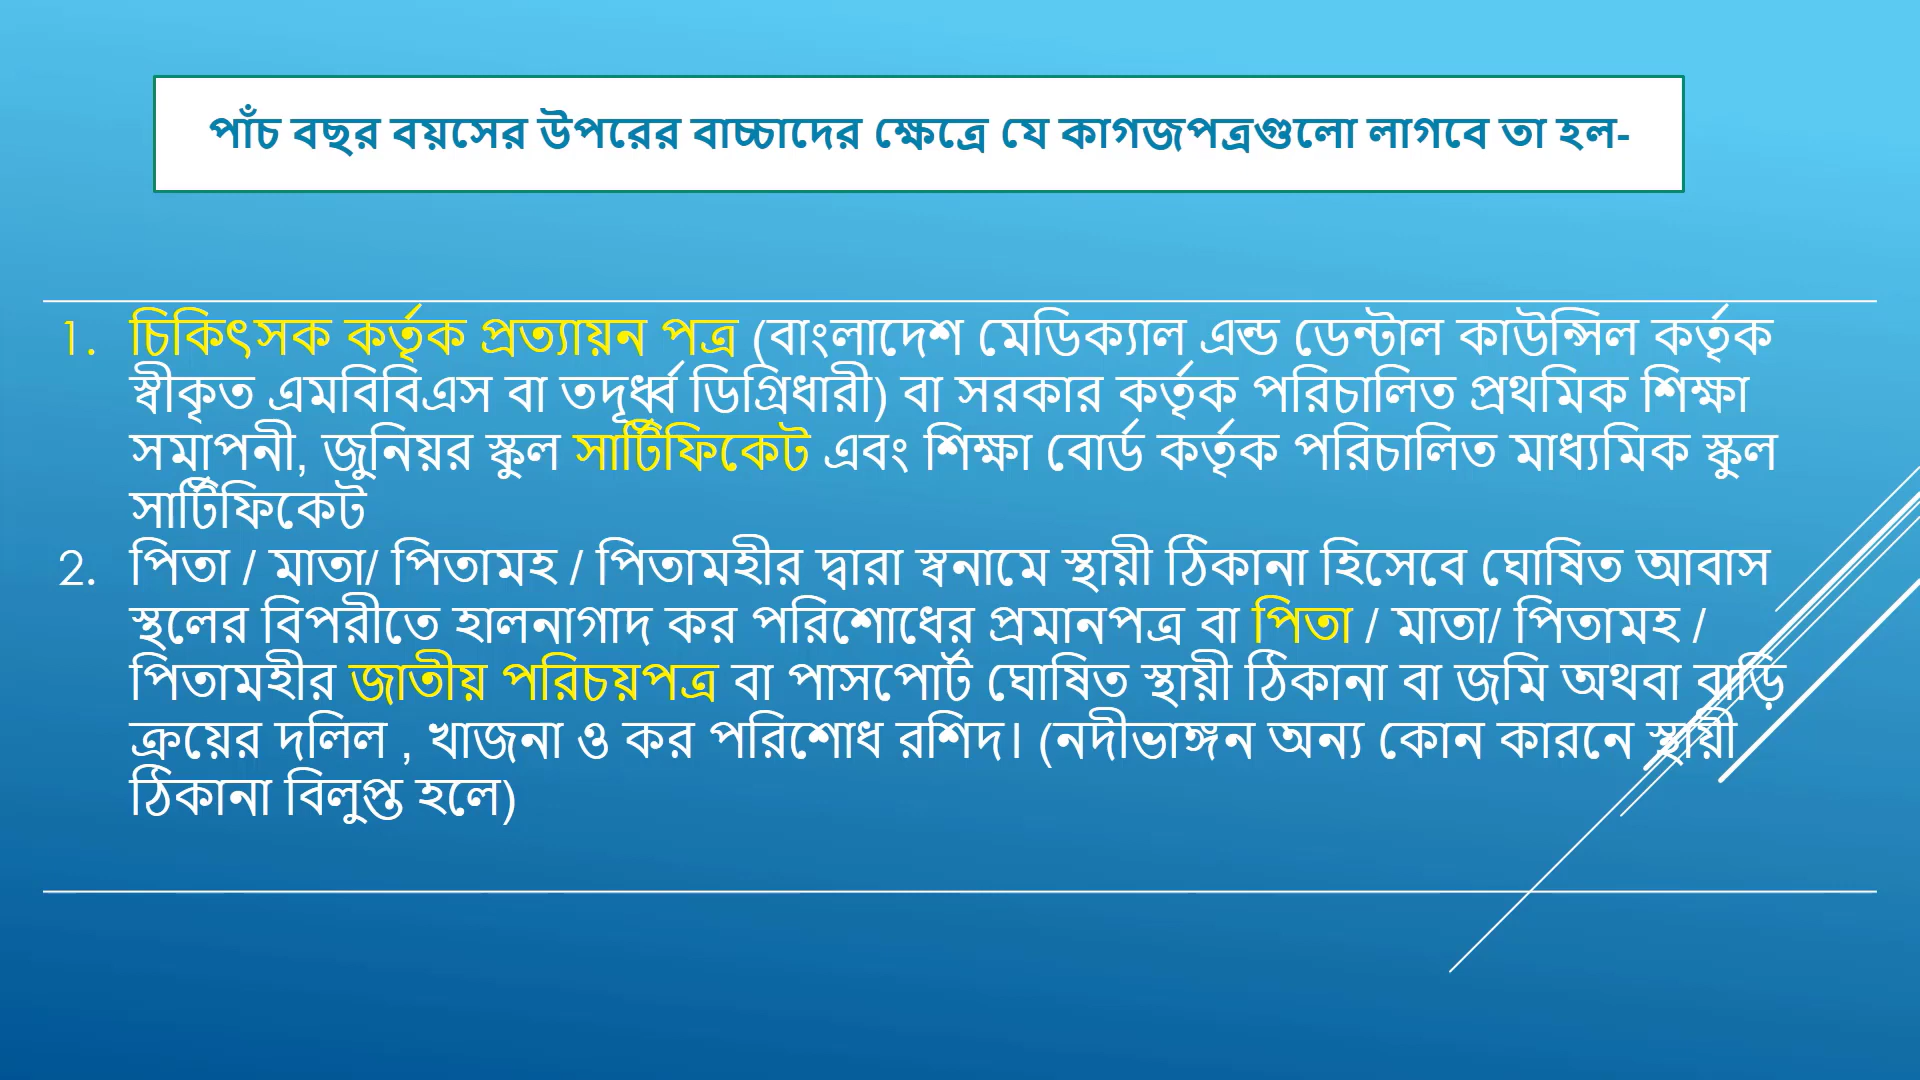 পাঁচ বছর বয়সের উপরের বাচ্চাদের ক্ষেত্রে যে কাগজপত্রগুলো লাগবে তা হল-
1. চিকিৎসক কর্তৃক প্রত্যায়ন পত্র (বাংলাদেশ মেডিক্যাল এন্ড ডেন্টাল কাউন্সিল কর্তৃক
স্বীকৃত এমবিবিএস বা তদূর্ধ্ব ডিগ্রিধারী) বা সরকার কর্তৃক পরিচালিত প্রথমিক শিক্ষা
সমাপনী, জুনিয়র স্কুল সার্টিফিকেট এবং শিক্ষা বোর্ড কর্তৃক পরিচালিত মাধ্যমিক স্কুল
সার্টিফিকেট
2. পিতা / মাতা/ পিতামহ / পিতামহীর দ্বারা স্বনামে স্থায়ী ঠিকানা হিসেবে ঘোষিত আবাস
স্থলের বিপরীতে হালনাগাদ কর পরিশোধের প্রমানপত্র বা পিতা / মাতা/ পিতামহ /
পিতামহীর জাতীয় পরিচয়পত্র বা পাসপোর্ট ঘোষিত স্থায়ী ঠিকানা বা জমি অথবা বাড়ি
ক্রয়ের দলিল , খাজনা ও কর পরিশোধ রশিদ। (নদীভাঙ্গন অন্য কোন কারনে স্থায়ী
ঠিকানা বিলুপ্ত হলে)